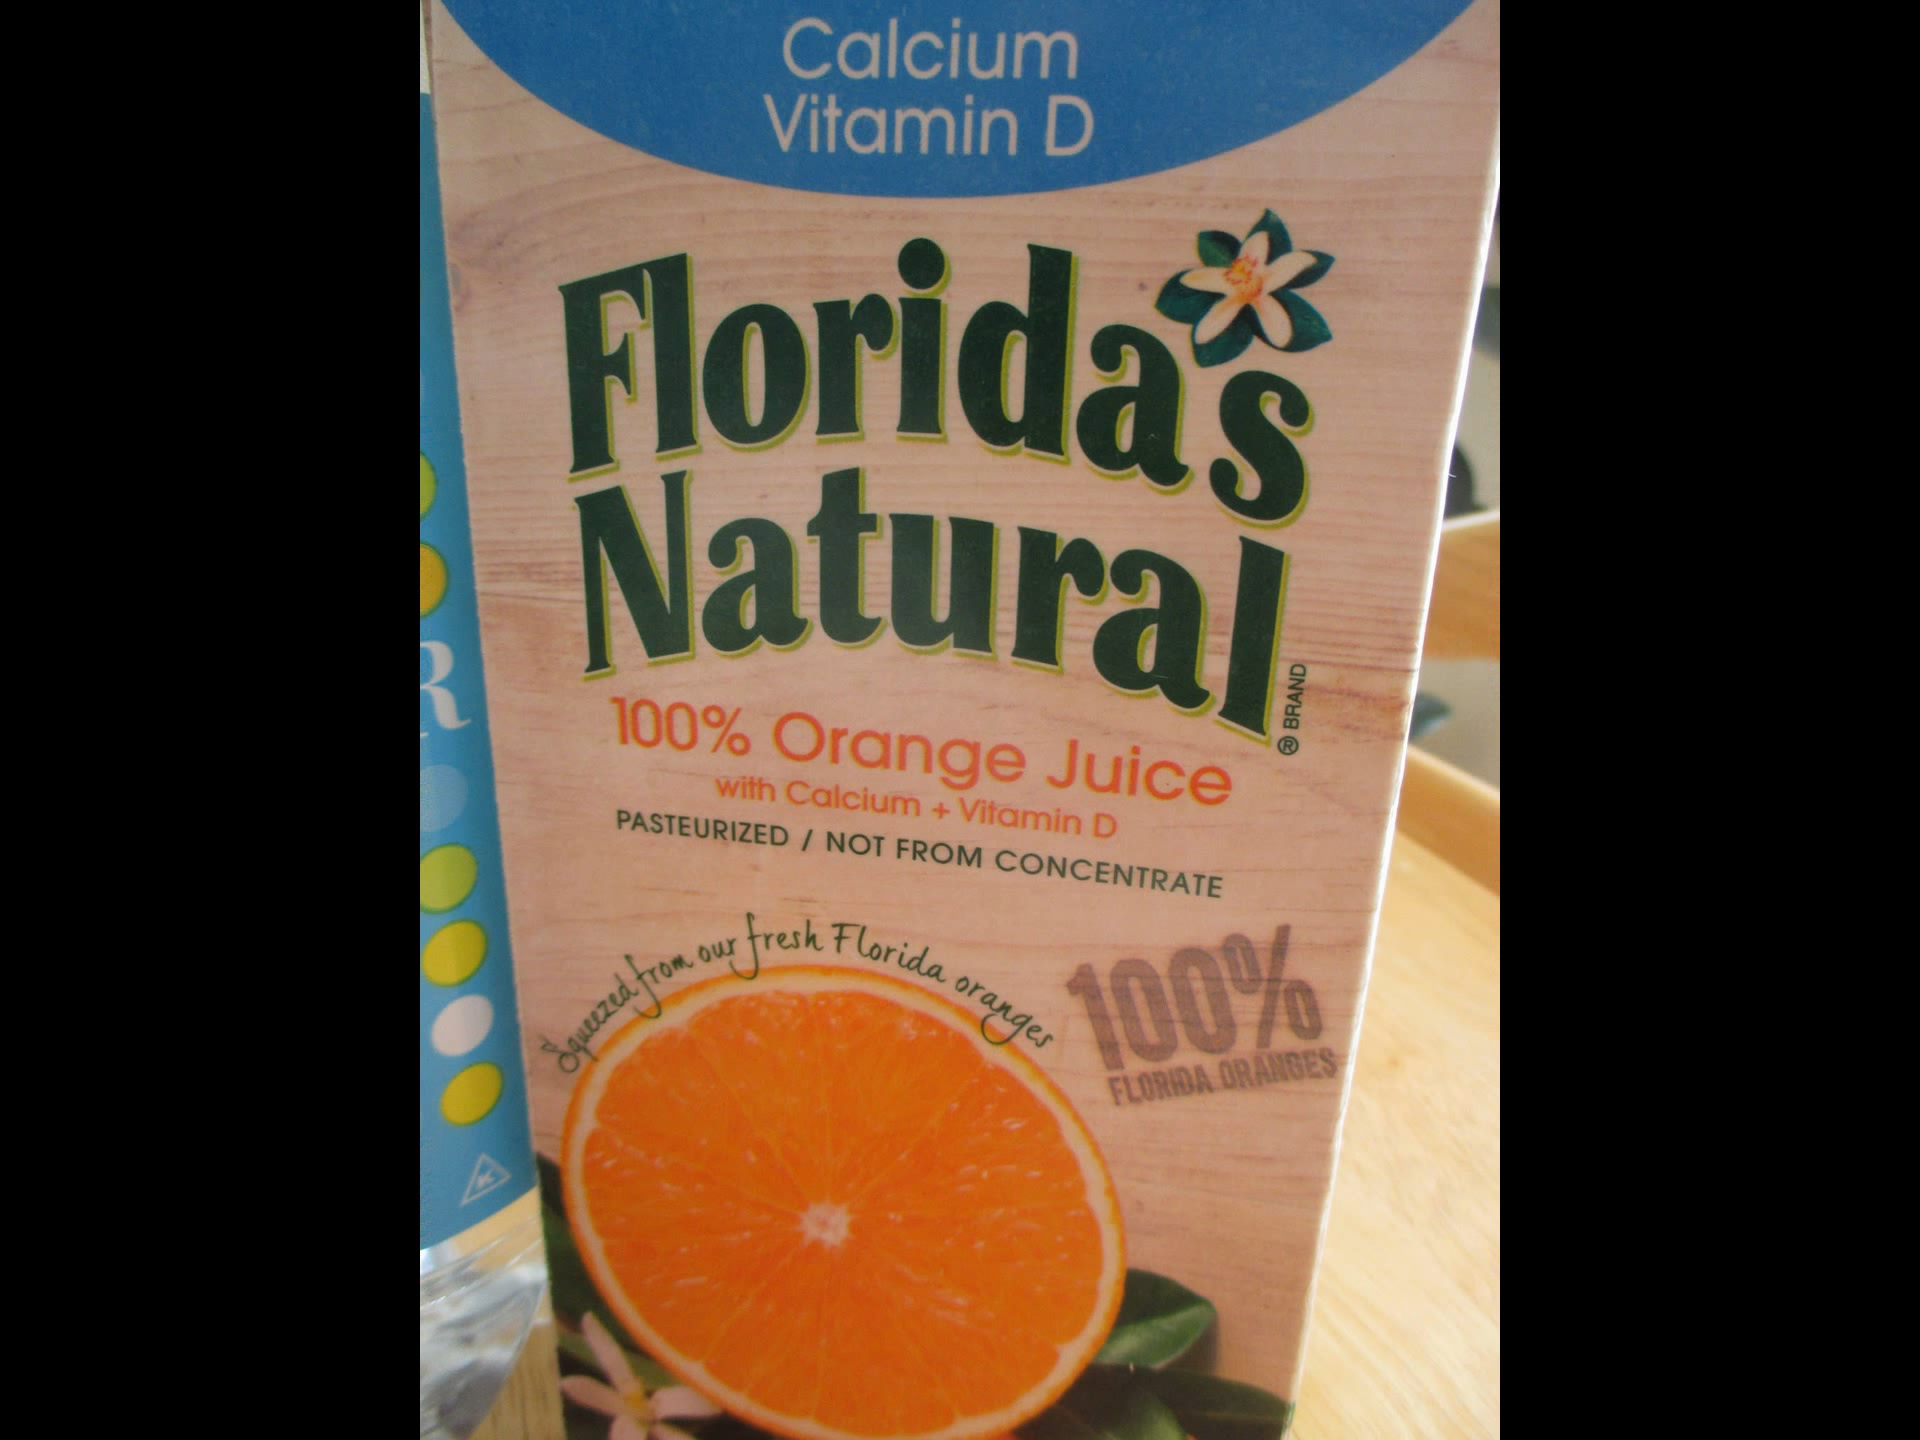 Calcium
Vitamin D
Florida's
Natural
® BRAND
100% Orange Juice
with Calcium + Vitamin D
PASTEURIZED / NOT FROM CONCENTRATE
Squeezed from our fresh Florida oranges
100%
FLORIDA ORANGES
R
K